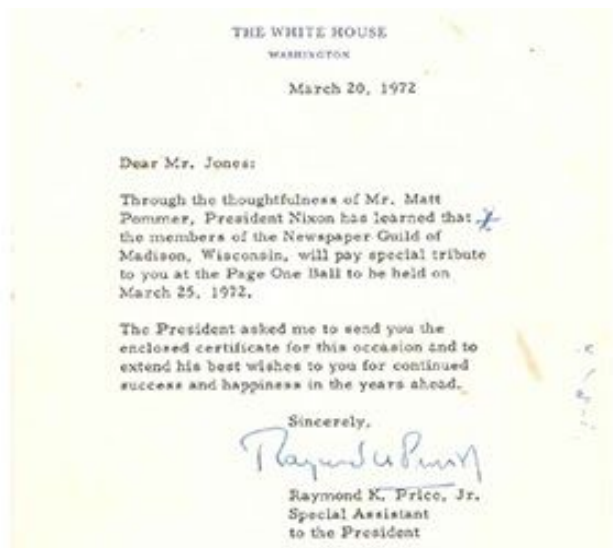 THE WHITE HOUSE
WASHINGTON
March 20, 1972
Dear Mr. Jones:
Through the thoughtfulness of Mr. Matt
Pommer, President Nixon has learned that
the members of the Newspaper Guild of
Madison, Wisconsin, will pay special tribute
to you at the Page One Ball to be held on
March 25, 1972.
The President asked me to send you the
enclosed certificate for this occasion and to
extend his best wishes to you for continued
success and happiness in the years ahead.
Sincerely,
Raymond K. Price, Jr.
Special Assistant
to the President